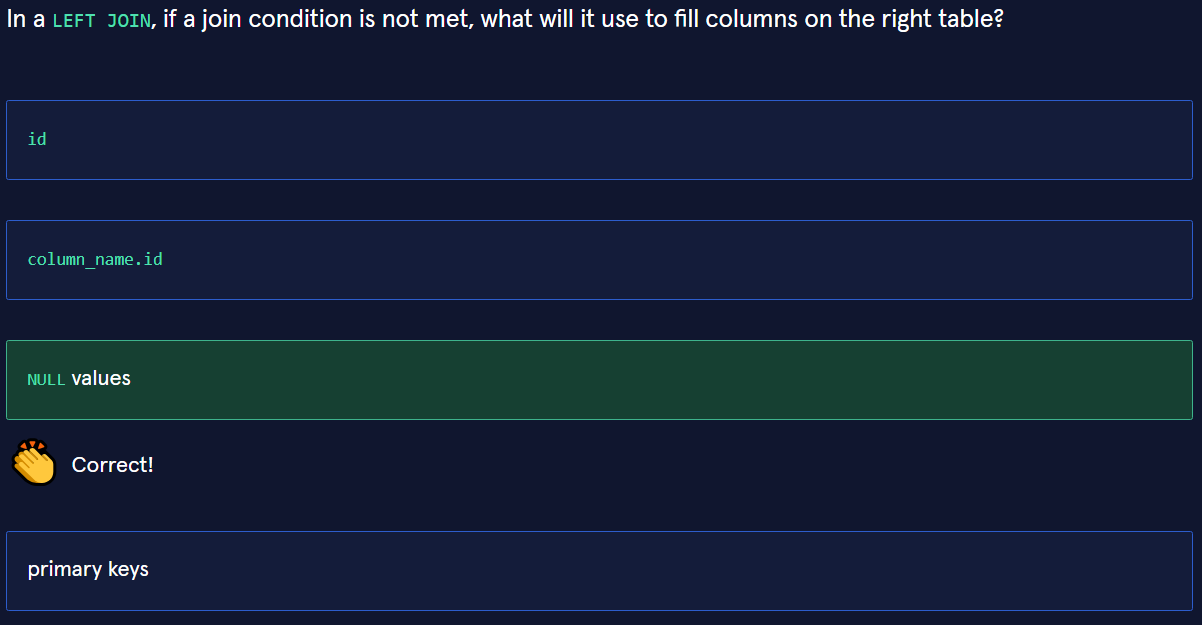 In a LEFT JOIN, if a join condition is not met, what will it use to fill columns on the right table?
id
column_name.id
NULL values
Correct!
primary keys